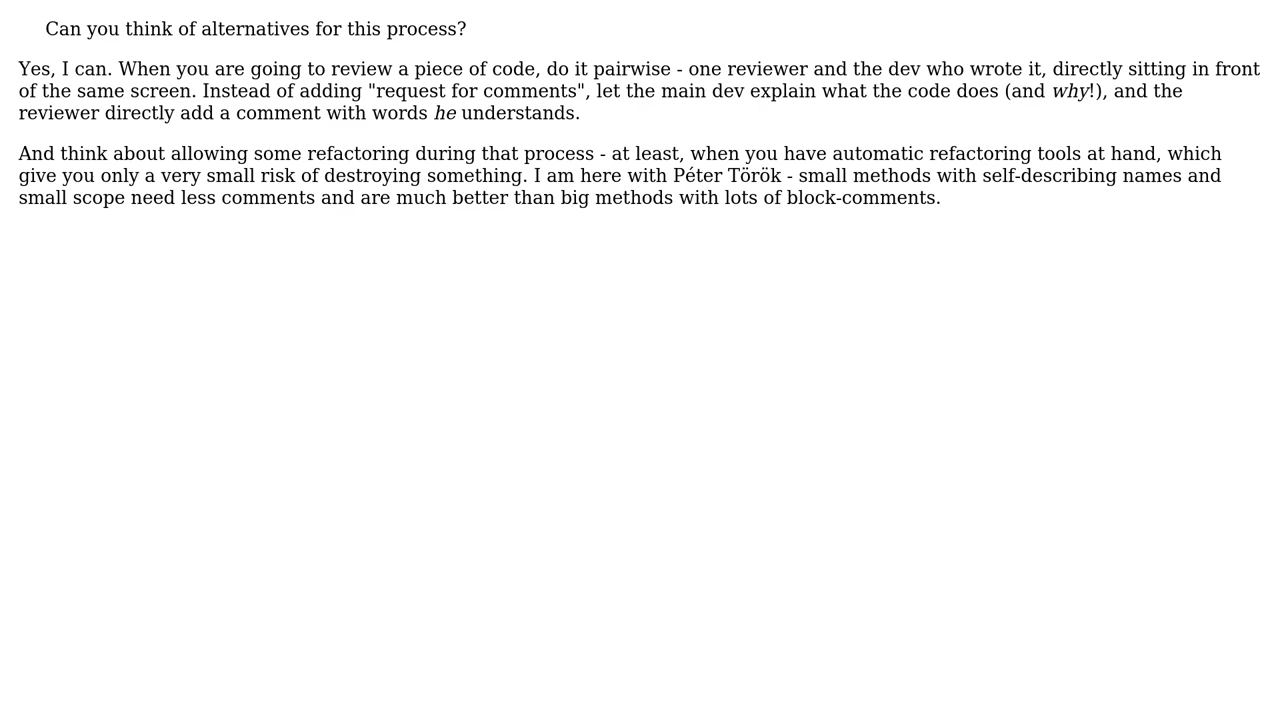 Can you think of alternatives for this process?
Yes, I can. When you are going to review a piece of code, do it pairwise - one reviewer and the dev who wrote it, directly sitting in front
of the same screen. Instead of adding "request for comments", let the main dev explain what the code does (and why!), and the
reviewer directly add a comment with words he understands.
And think about allowing some refactoring during that process - at least, when you have automatic refactoring tools at hand, which
give you only a very small risk of destroying something. I am here with Péter Török - small methods with self-describing names and
small scope need less comments and are much better than big methods with lots of block-comments.